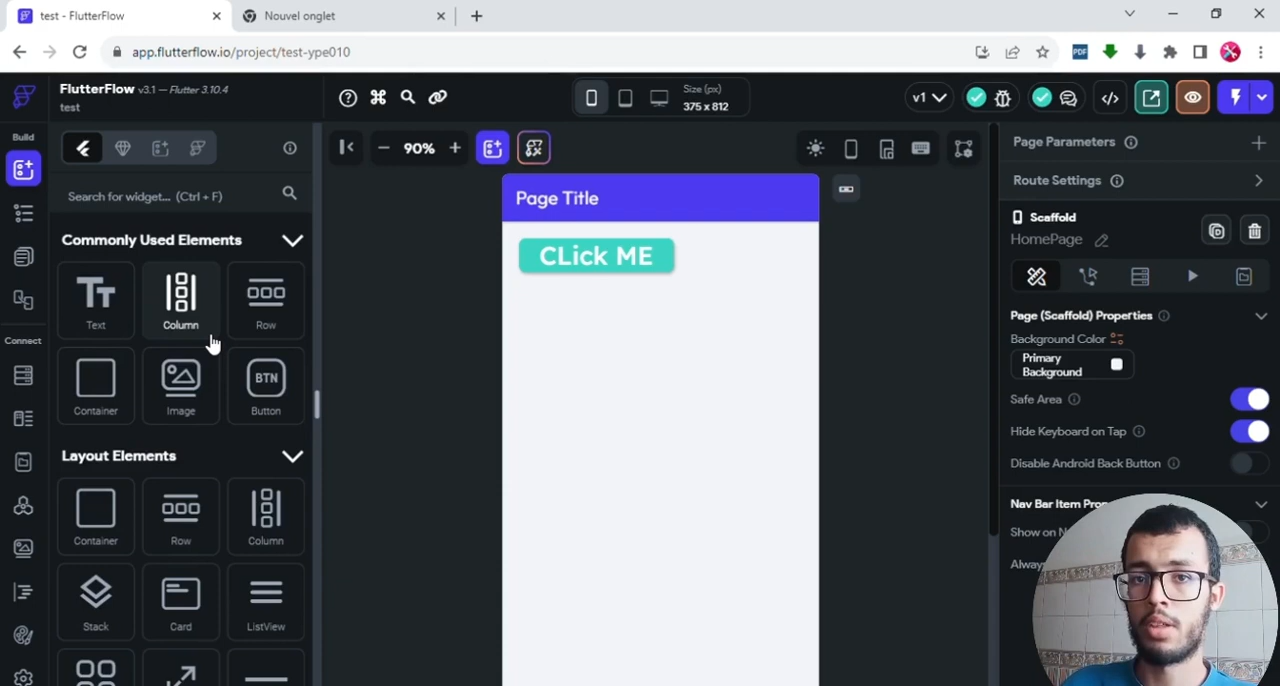 test - FlutterFlow
Nouvel onglet
app.flutterflow.io/project/test-ype010
PDF
FlutterFlow v3.1 – Flutter 3.10.4
test
Size (px)
375 x 812
v1
Build
90%
Page Parameters
Search for widget... (Ctrl + F)
Route Settings
Page Title
Scaffold
HomePage
Commonly Used Elements
CLick ME
Text
Column
Row
Page (Scaffold) Properties
Background Color
Primary
Background
Connect
BTN
Safe Area
Container
Image
Button
Hide Keyboard on Tap
Layout Elements
Disable Android Back Button
Nav Bar Item
Show on
Container
Row
Column
Stack
Card
ListView